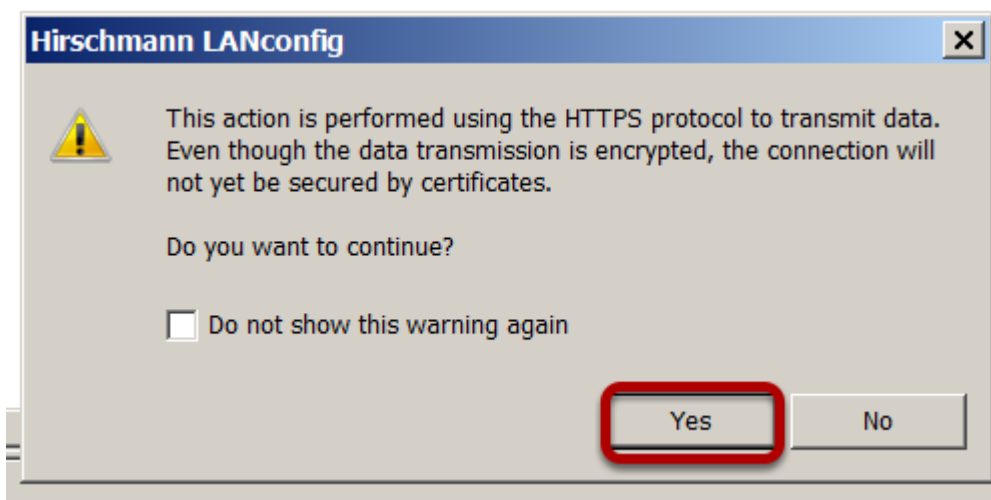 Hirschmann LANconfig
This action is performed using the HTTPS protocol to transmit data.
Even though the data transmission is encrypted, the connection will
not yet be secured by certificates.
Do you want to continue?
Do not show this warning again
Yes No